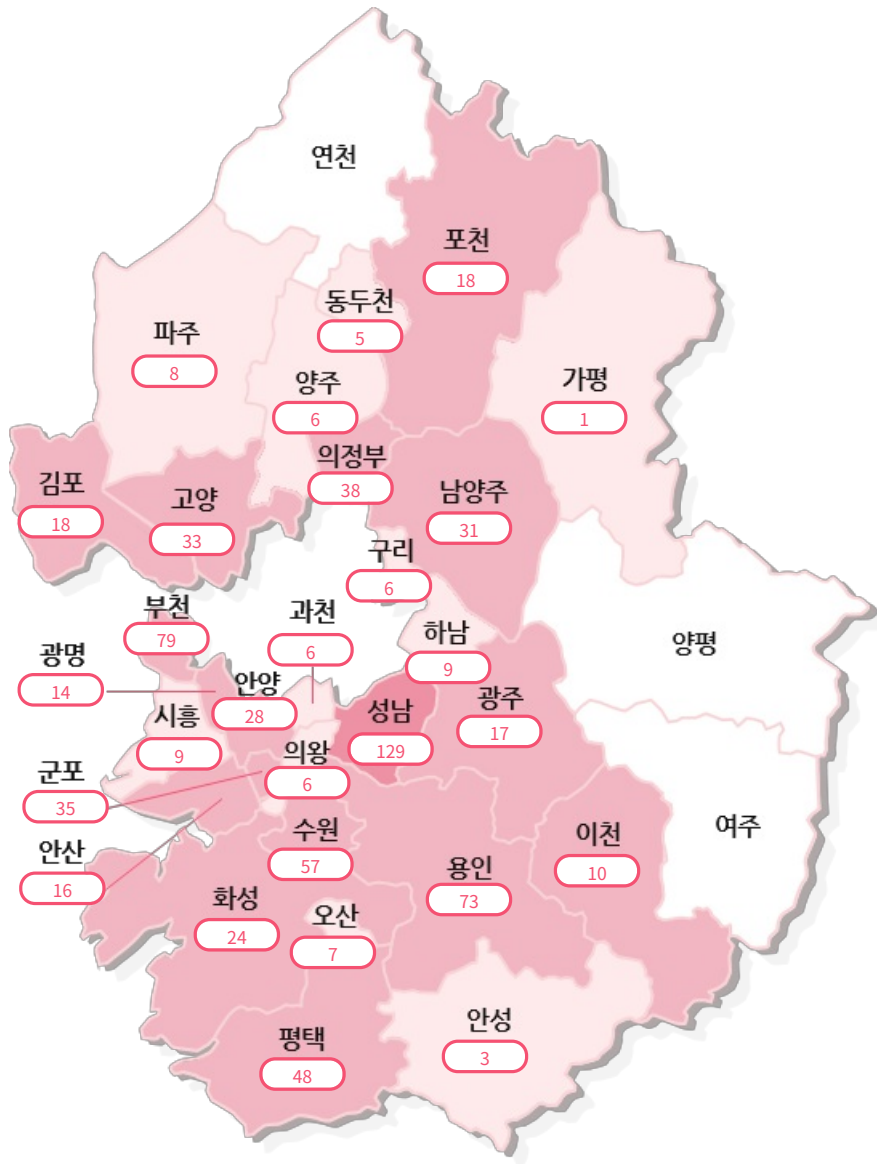 연천
포천
18
동두천
5
파주
8
양주
6
가평
1
의정부
38
김포
18
고양
33
남양주
31
구리
6
부천
79
과천
6
하남
9
양평
광명
14
안양
28
시흥
9
성남
129
광주
17
의왕
6
군포
35
수원
57
이천
10
여주
안산
16
용인
73
화성
24
오산
7
안성
3
평택
48